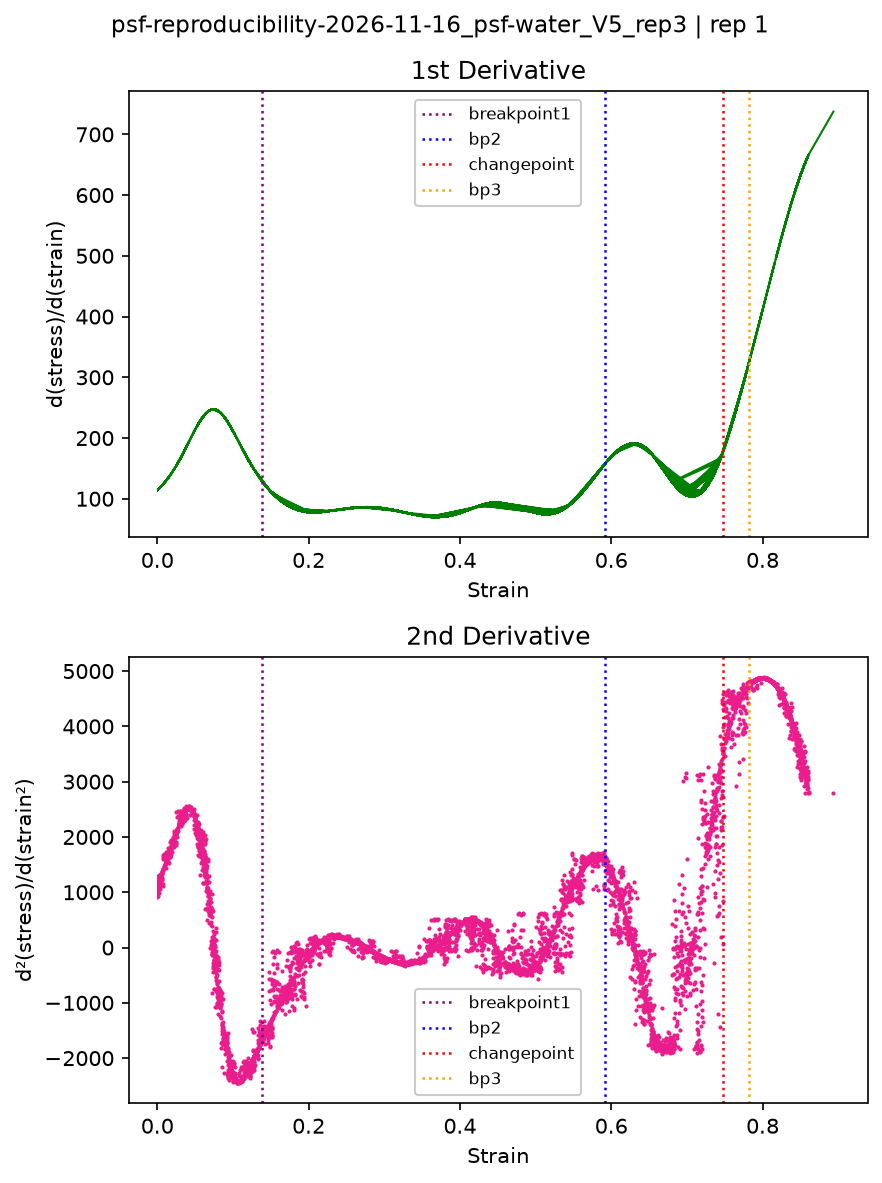 psf-reproducibility-2026-11-16_psf-water_V5_rep3 | rep 1
1st Derivative
breakpoint1
bp2
changepoint
bp3
700
600
500
400
300
200
100
d(stress)/d(strain)
0.0 0.2 0.4 0.6 0.8
Strain
2nd Derivative
5000
4000
3000
2000
1000
0
−1000
−2000
d²(stress)/d(strain²)
breakpoint1
bp2
changepoint
bp3
0.0 0.2 0.4 0.6 0.8
Strain